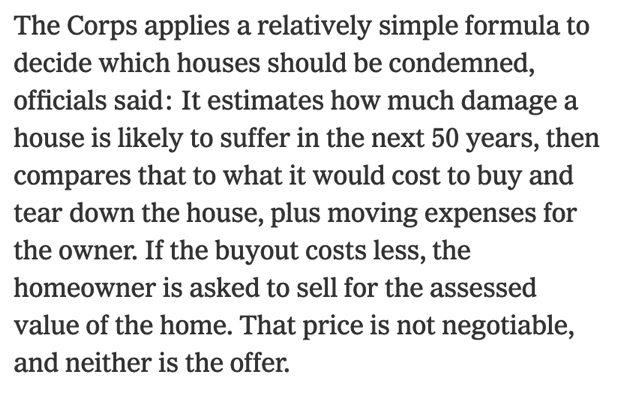 The Corps applies a relatively simple formula to
decide which houses should be condemned,
officials said: It estimates how much damage a
house is likely to suffer in the next 50 years, then
compares that to what it would cost to buy and
tear down the house, plus moving expenses for
the owner. If the buyout costs less, the
homeowner is asked to sell for the assessed
value of the home. That price is not negotiable,
and neither is the offer.